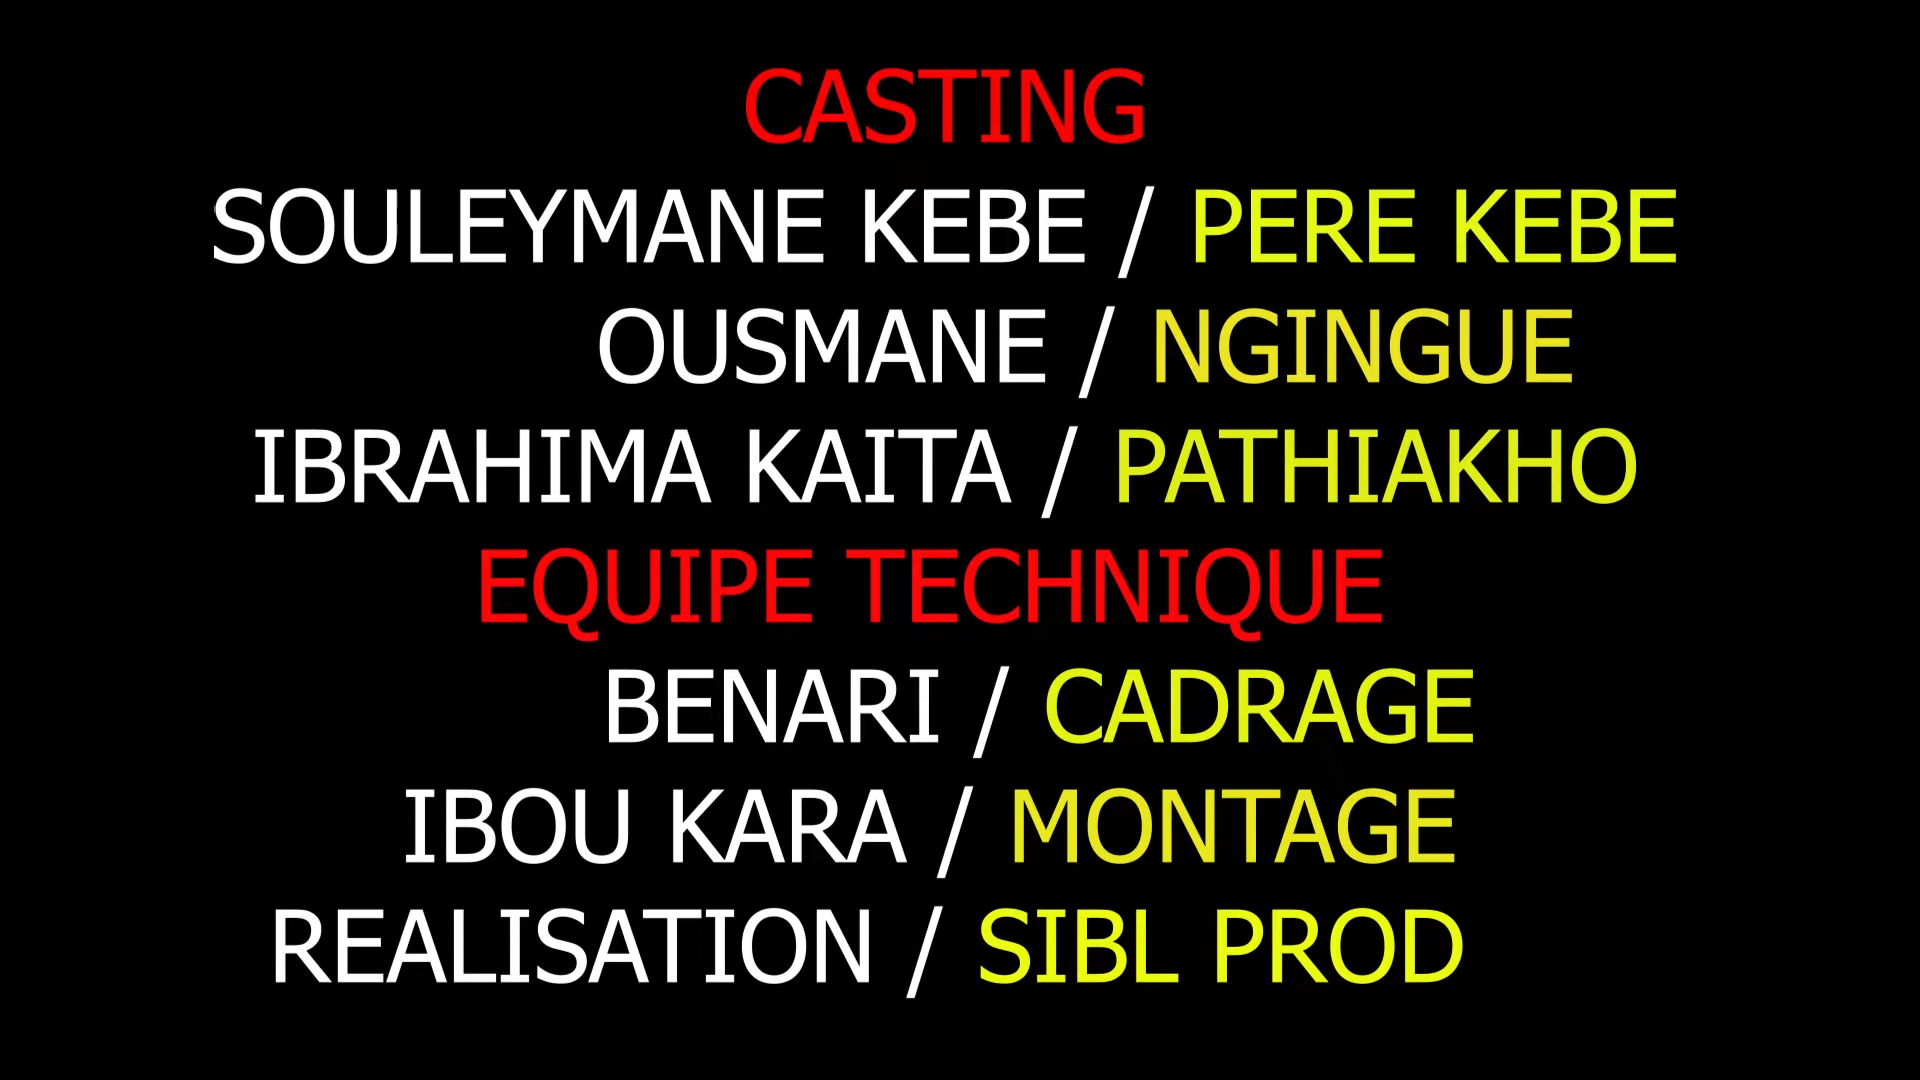 CASTING
SOULEYMANE KEBE / PERE KEBE
OUSMANE / NGINGUE
IBRAHIMA KAITA / PATHIAKHO
EQUIPE TECHNIQUE
BENARI / CADRAGE
IBOU KARA / MONTAGE
REALISATION / SIBL PROD